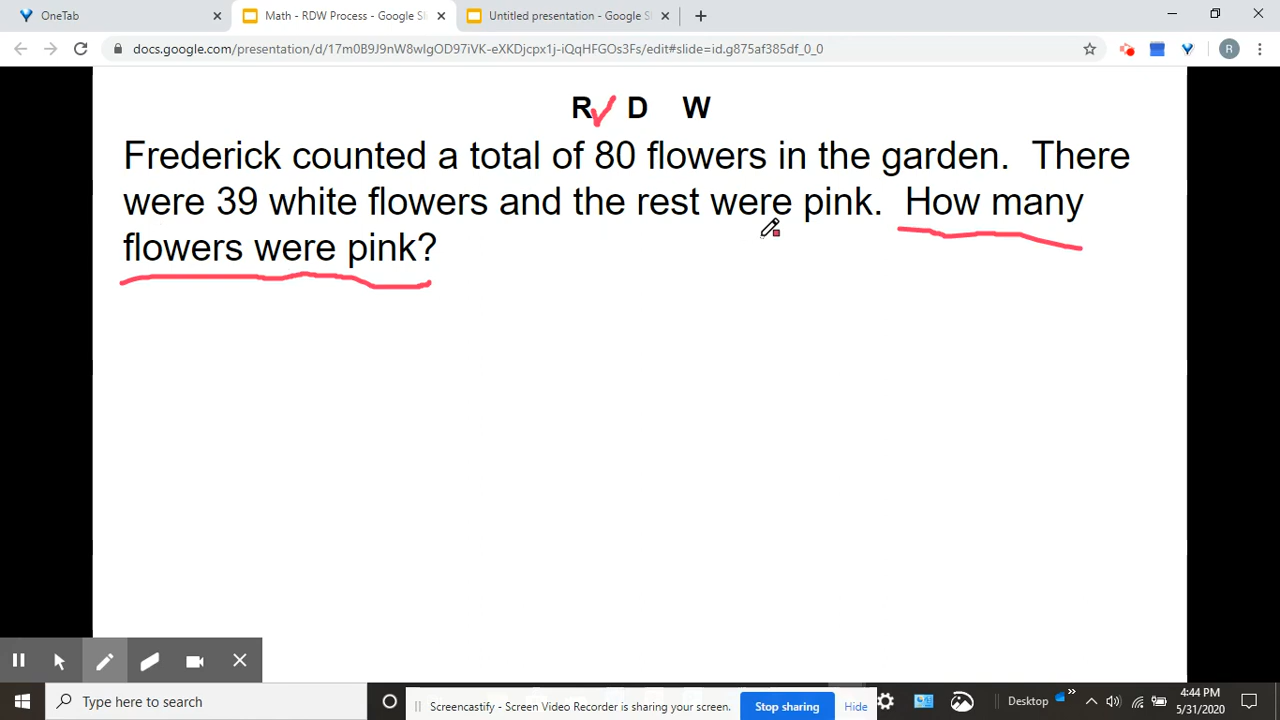 OneTab
Math - RDW Process - Google Sli
Untitled presentation - Google S
docs.google.com/presentation/d/17m0B9J9nW8wIgOD97iVK-eXKDjcpx1j-iQqHFGOs3Fs/edit#slide=id.g875af385df_0_0
R
R D W
Frederick counted a total of 80 flowers in the garden. There
were 39 white flowers and the rest were pink. How many
flowers were pink?
Type here to search
Screencastify - Screen Video Recorder is sharing your screen.
Stop sharing
Hide
Desktop
4:44 PM
5/31/2020